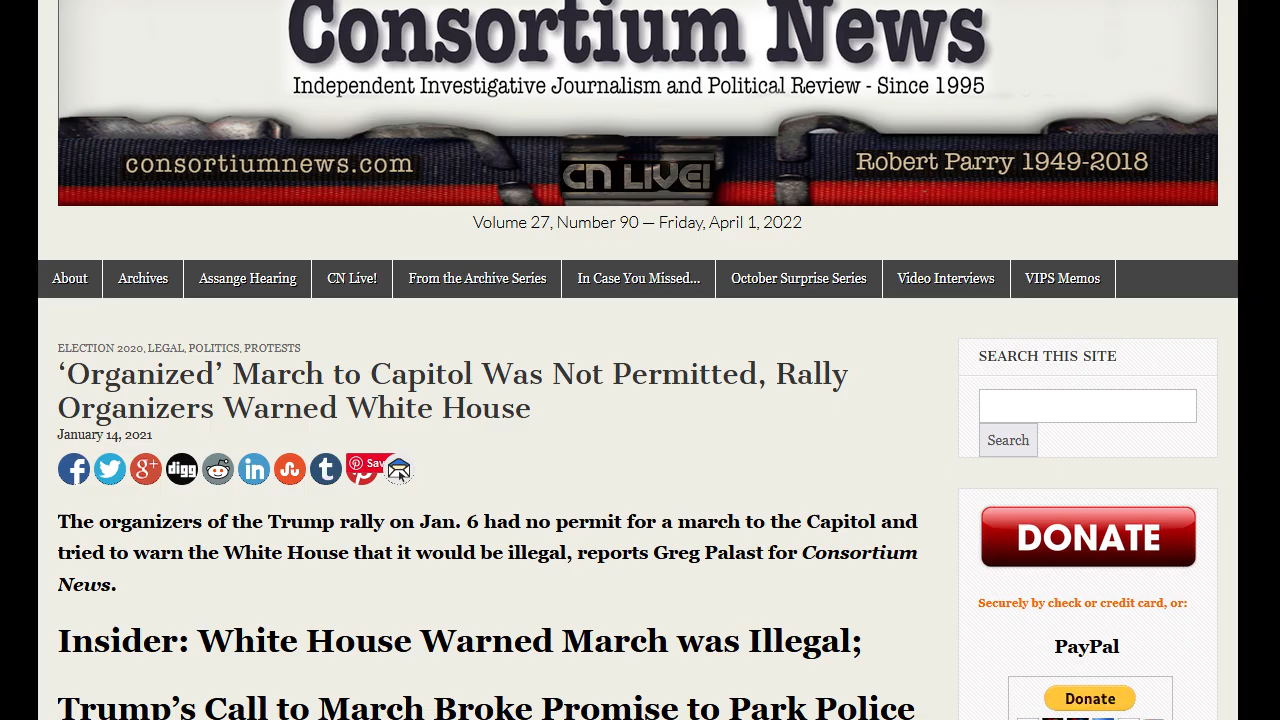 Consortium News
Independent Investigative Journalism and Political Review - Since 1995
consortiumnews.com
CN LIVE!
Robert Parry 1949-2018
Volume 27, Number 90 — Friday, April 1, 2022
About
Archives
Assange Hearing
CN Live!
From the Archive Series
In Case You Missed...
October Surprise Series
Video Interviews
VIPS Memos
ELECTION 2020, LEGAL, POLITICS, PROTESTS
‘Organized’ March to Capitol Was Not Permitted, Rally
Organizers Warned White House
January 14, 2021
digg
Sav
The organizers of the Trump rally on Jan. 6 had no permit for a march to the Capitol and
tried to warn the White House that it would be illegal, reports Greg Palast for Consortium
News.
Insider: White House Warned March was Illegal;
Trump’s Call to March Broke Promise to Park Police
SEARCH THIS SITE
Search
DONATE
Securely by check or credit card, or:
PayPal
Donate